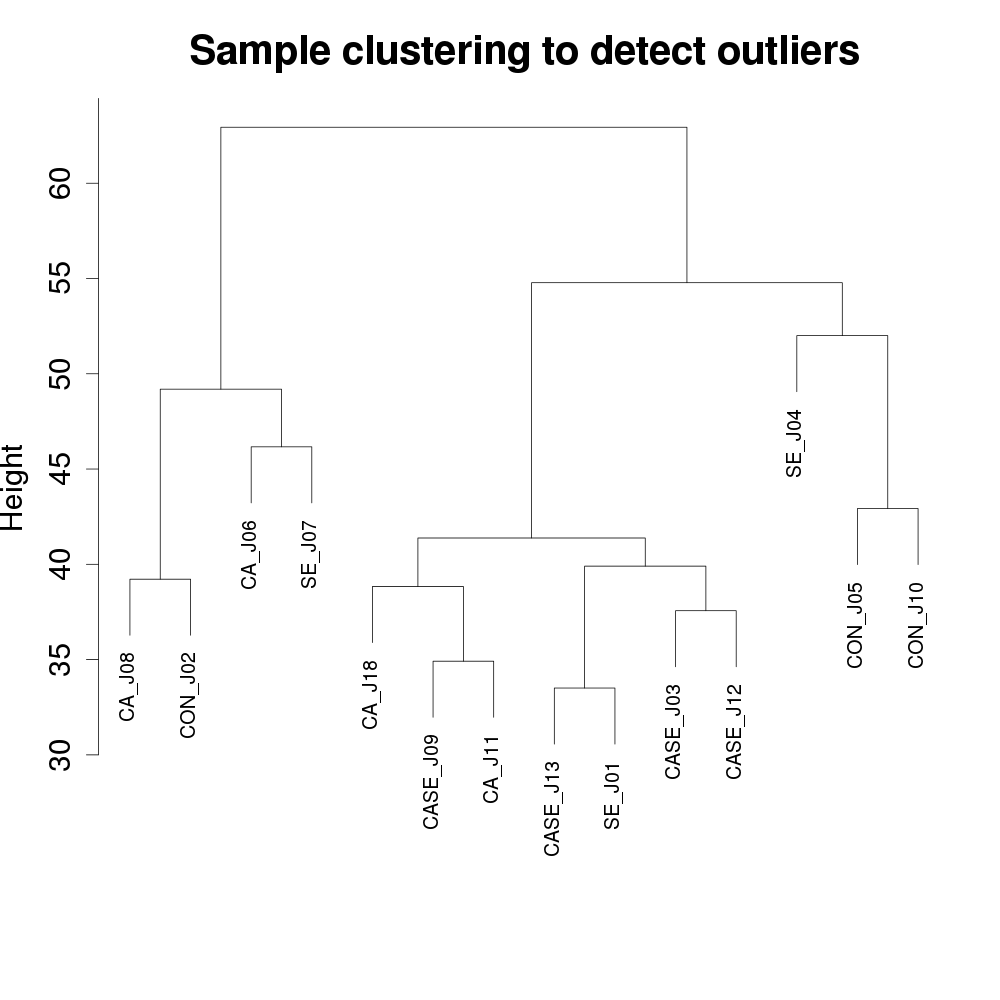 Sample clustering to detect outliers
Height
60
55
50
45
40
35
30
CA_J08
CON_J02
CA_J06
SE_J07
CA_J18
CASE_J09
CA_J11
CASE_J13
SE_J01
CASE_J03
CASE_J12
SE_J04
CON_J05
CON_J10